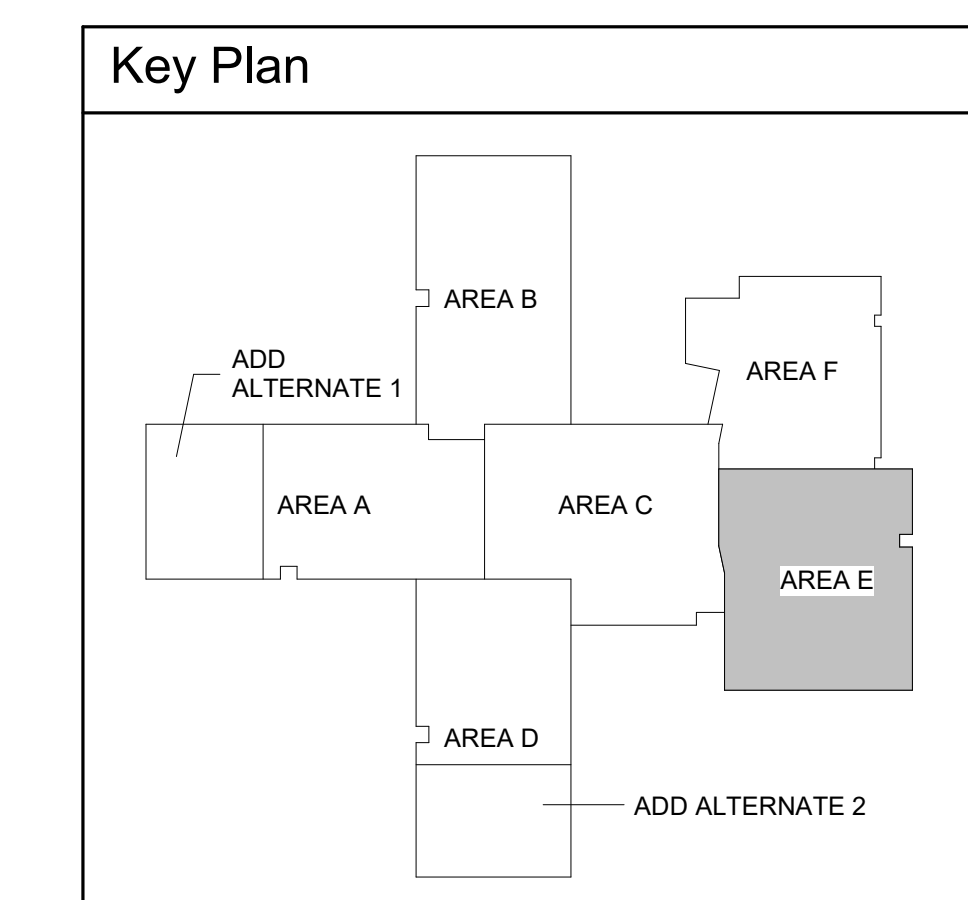 Key Plan
AREA B
ADD
ALTERNATE 1
AREA F
AREA A
AREA C
AREA E
AREA D
ADD ALTERNATE 2